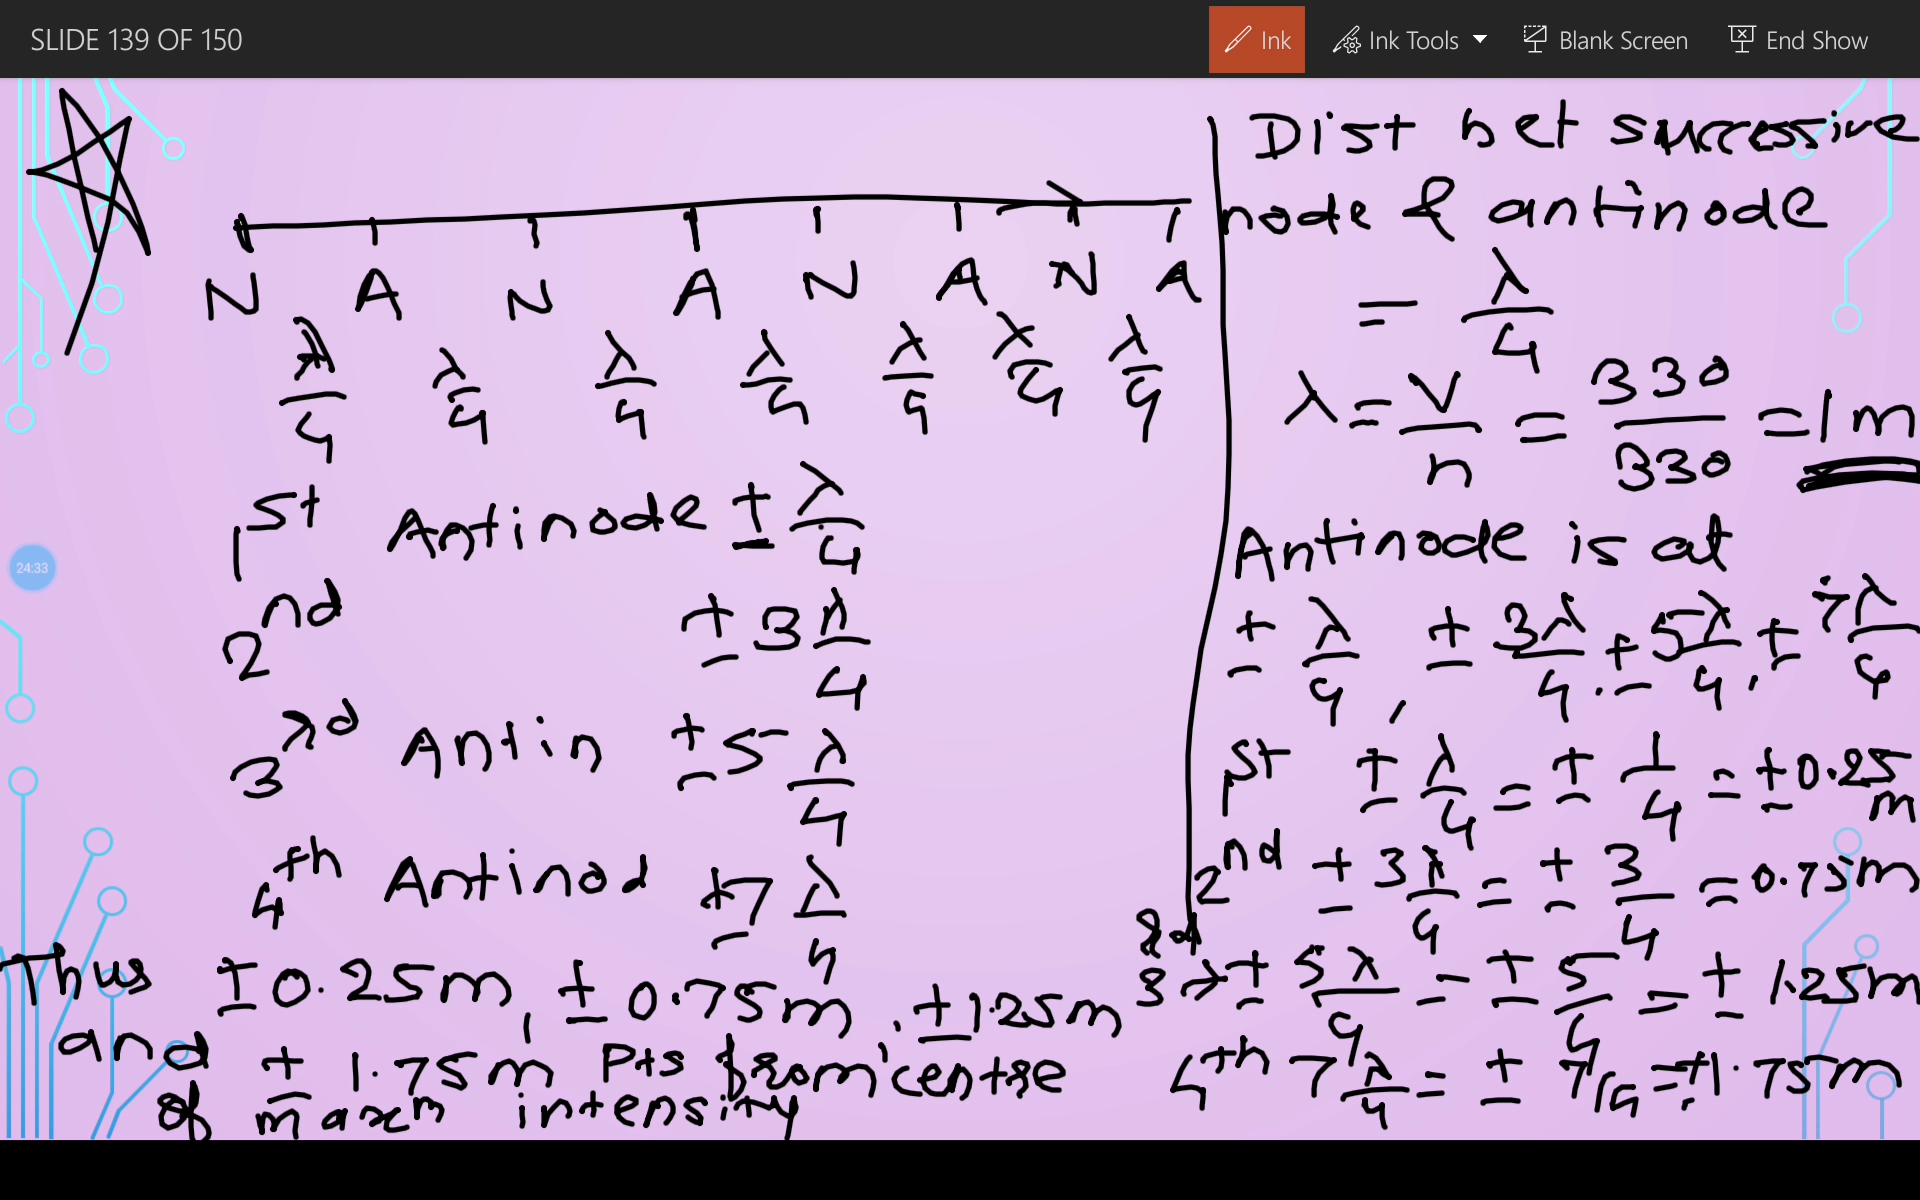 SLIDE 139 OF 150
Ink
Ink Tools
Blank Screen
End Show
N A N A N A N A
λ/4 λ/4 λ/4 λ/4 λ/4 λ/4 λ/4
1st Antinode ± λ/4
2nd ± 3λ/4
3rd Antin ± 5λ/4
4th Antinod ± 7λ/4
Thus ± 0.25m, ± 0.75m, ± 1.25m
and ± 1.75m pts from centre
of maxm intensity
Dist bet successive
node & antinode
= λ/4
λ = v/n = 330/330 = 1m
Antinode is at
± λ/4, ± 3λ/4, ± 5λ/4, ± 7λ/4
1st ± λ/4 = ± 1/4 = ± 0.25m
2nd ± 3λ/4 = ± 3/4 = 0.75m
3rd ± 5λ/4 = ± 5/4 = ± 1.25m
4th 7λ/4 = ± 7/4 = ±1.75m
24:33